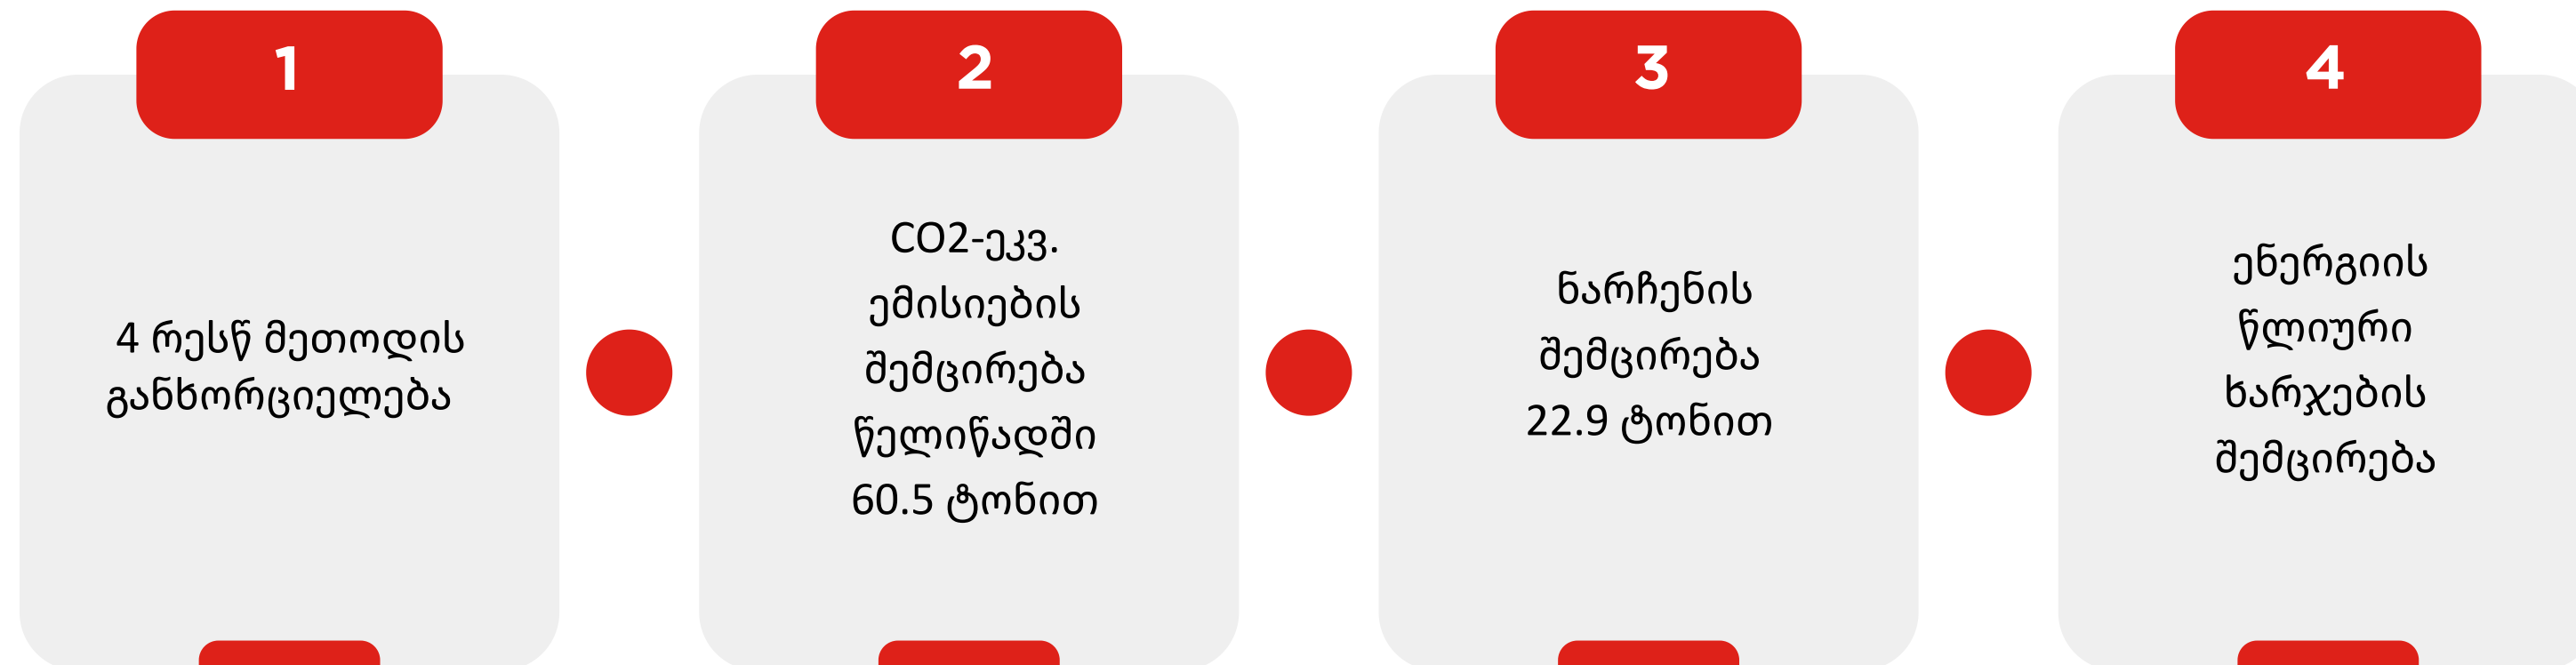 1
4 რესწ მეთოდის
განხორციელება
2
CO2-ეკვ.
ემისიების
შემცირება
წელიწადში
60.5 ტონით
3
ნარჩენის
შემცირება
22.9 ტონით
4
ენერგიის
წლიური
ხარჯების
შემცირება